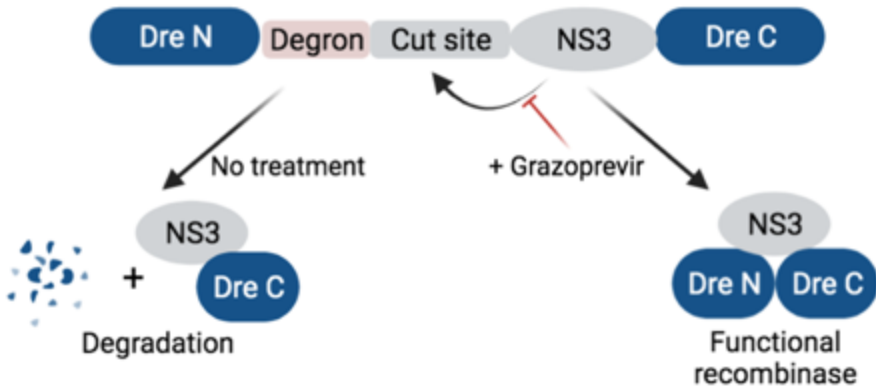 Dre N Degron Cut site NS3 Dre C
No treatment + Grazoprevir
NS3
+ Dre C
Degradation
NS3
Dre N Dre C
Functional
recombinase